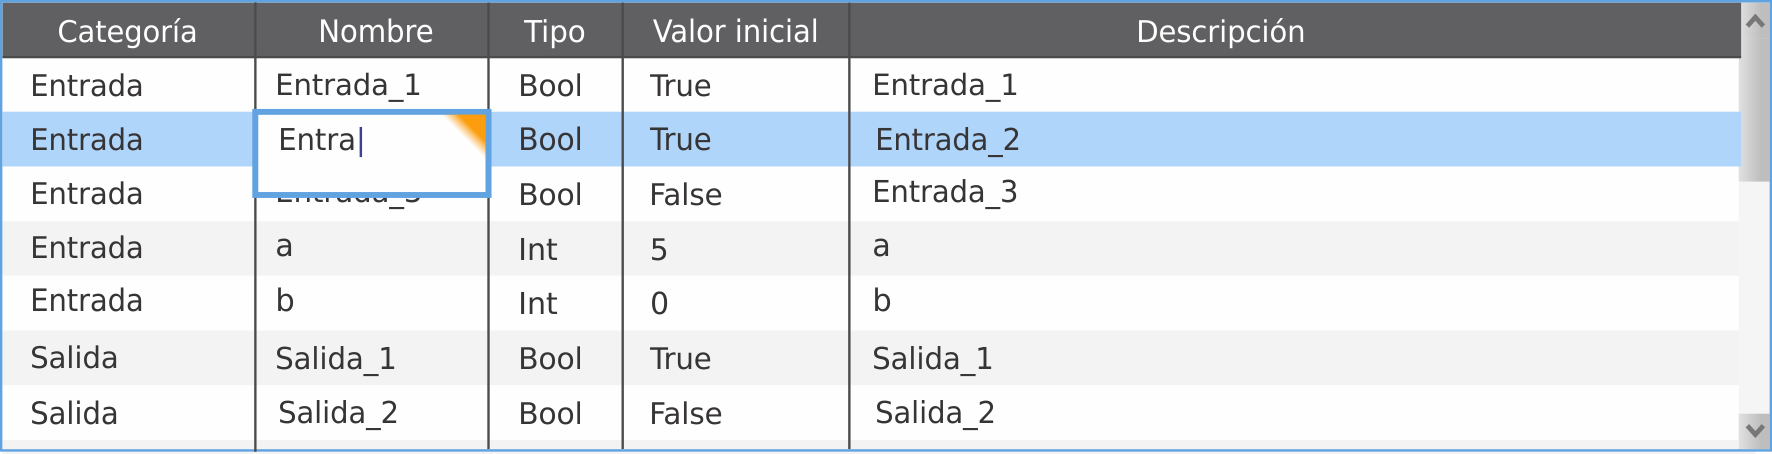 Categoría Nombre Tipo Valor inicial Descripción
Entrada Entrada_1 Bool True Entrada_1
Entrada Entra Bool True Entrada_2
Entrada Entrada_3 Bool False Entrada_3
Entrada a Int 5 a
Entrada b Int 0 b
Salida Salida_1 Bool True Salida_1
Salida Salida_2 Bool False Salida_2